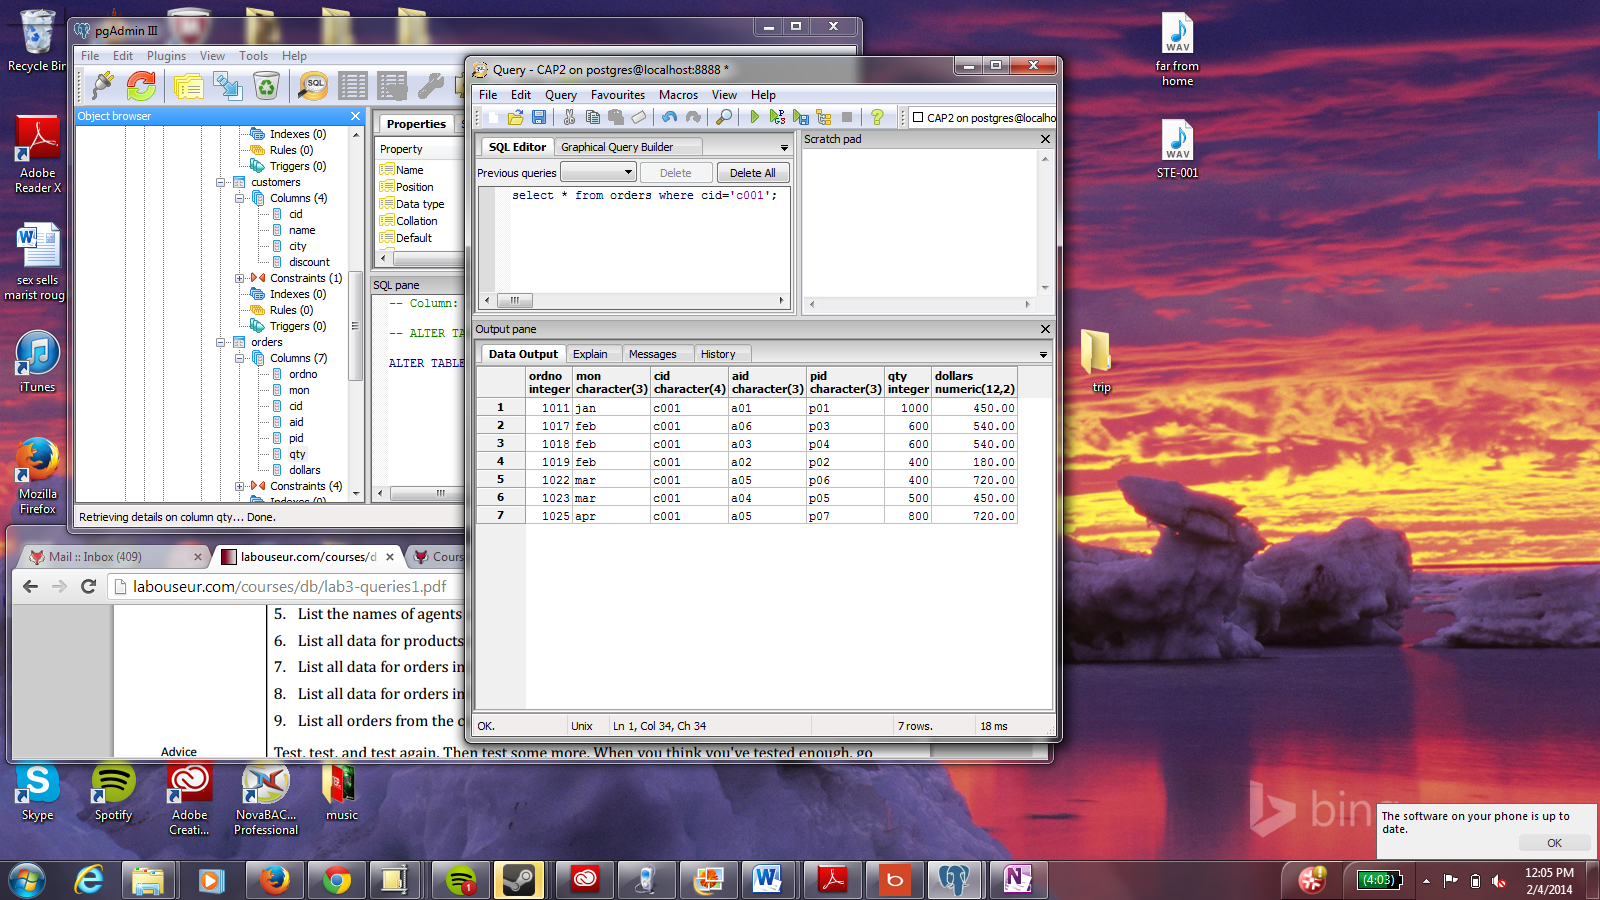 Recycle Bin
Adobe
Reader X
sex sells
marist roug
iTunes
Mozilla
Firefox
Skype
Spotify
Adobe
Creati...
NovaBAC...
Professional
music
far from
home
STE-001
trip
pgAdmin III
File Edit Plugins View Tools Help
Object browser
Indexes (0)
Rules (0)
Triggers (0)
customers
Columns (4)
cid
name
city
discount
Constraints (1)
Indexes (0)
Rules (0)
Triggers (0)
orders
Columns (7)
ordno
mon
cid
aid
pid
qty
dollars
Constraints (4)
Indexes (0)
Retrieving details on column qty... Done.
Properties
Property
Name
Position
Data type
Collation
Default
SQL pane
-- Column:
-- ALTER TA
ALTER TABLE
Query - CAP2 on postgres@localhost:8888 *
File Edit Query Favourites Macros View Help
CAP2 on postgres@localho
SQL Editor Graphical Query Builder
Previous queries Delete Delete All
select * from orders where cid='c001';
Scratch pad
Output pane
Data Output Explain Messages History
ordno integer mon character(3) cid character(4) aid character(3) pid character(3) qty integer dollars numeric(12,2)
1 1011 jan c001 a01 p01 1000 450.00
2 1017 feb c001 a06 p03 600 540.00
3 1018 feb c001 a03 p04 600 540.00
4 1019 feb c001 a02 p02 400 180.00
5 1022 mar c001 a05 p06 400 720.00
6 1023 mar c001 a04 p05 500 450.00
7 1025 apr c001 a05 p07 800 720.00
OK. Unix Ln 1, Col 34, Ch 34 7 rows. 18 ms
Mail :: Inbox (409) labouseur.com/courses/d Cours
labouseur.com/courses/db/lab3-queries1.pdf
5. List the names of agents
6. List all data for products
7. List all data for orders in
8. List all data for orders in
9. List all orders from the c
Advice
Test, test, and test again. Then test some more. When you think you've tested enough, go
bing
The software on your phone is up to
date.
OK
(4:03)
12:05 PM
2/4/2014